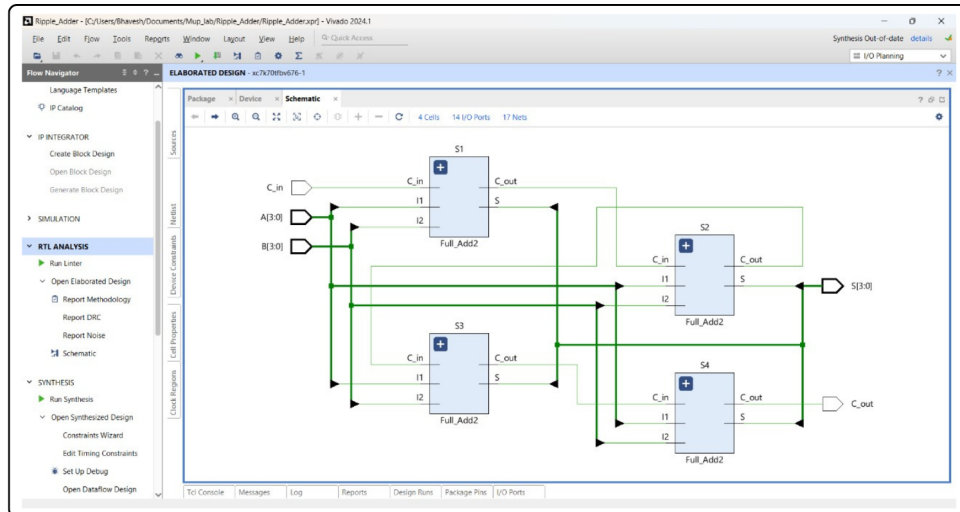 Ripple_Adder - [C:/Users/Bhavesh/Documents/Mup_lab/Ripple_Adder/Ripple_Adder.xpr] - Vivado 2024.1
File Edit Flow Tools Reports Window Layout View Help Quick Access
Synthesis Out-of-date details
I/O Planning
Flow Navigator
ELABORATED DESIGN - xc7k70tfbv676-1
Language Templates
IP Catalog
IP INTEGRATOR
Create Block Design
Open Block Design
Generate Block Design
SIMULATION
RTL ANALYSIS
Run Linter
Open Elaborated Design
Report Methodology
Report DRC
Report Noise
Schematic
SYNTHESIS
Run Synthesis
Open Synthesized Design
Constraints Wizard
Edit Timing Constraints
Set Up Debug
Open Dataflow Design
Sources
Netlist
Device Constraints
Cell Properties
Clock Regions
Package Device Schematic
4 Cells 14 I/O Ports 17 Nets
S1
C_in
C_in C_out
I1 S
I2
Full_Add2
A[3:0]
B[3:0]
S2
C_in C_out
I1 S
I2
Full_Add2
S[3:0]
S3
C_in C_out
I1 S
I2
Full_Add2
S4
C_in C_out
I1 S
I2
Full_Add2
C_out
Tcl Console Messages Log Reports Design Runs Package Pins I/O Ports